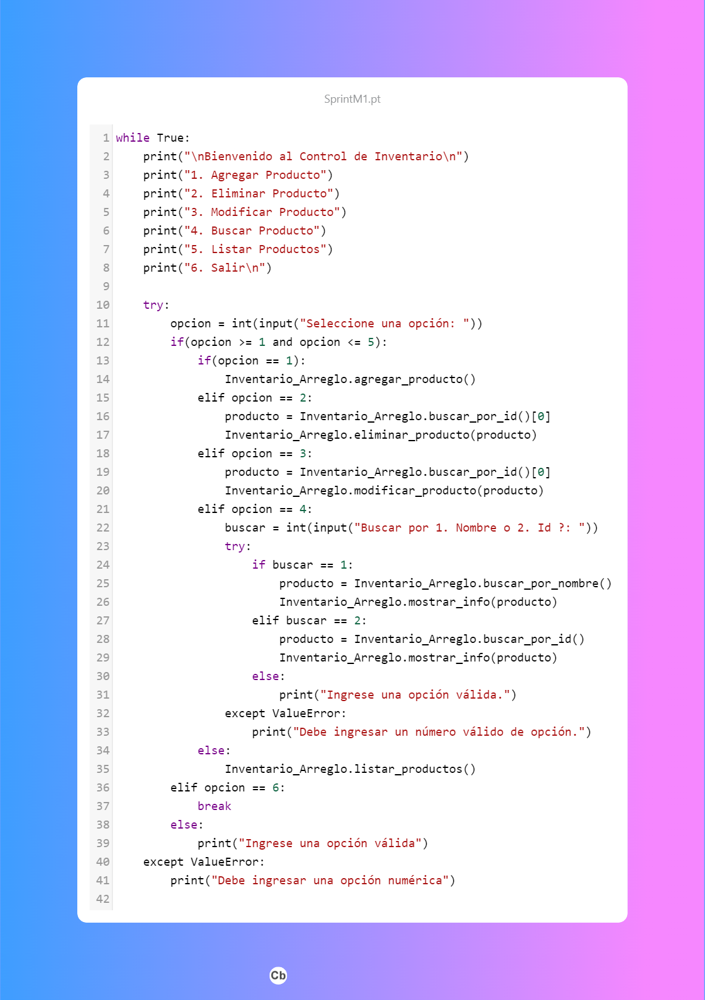 SprintM1.pt
1 while True:
2     print("\nBienvenido al Control de Inventario\n")
3     print("1. Agregar Producto")
4     print("2. Eliminar Producto")
5     print("3. Modificar Producto")
6     print("4. Buscar Producto")
7     print("5. Listar Productos")
8     print("6. Salir\n")
9
10     try:
11         opcion = int(input("Seleccione una opción: "))
12         if(opcion >= 1 and opcion <= 5):
13             if(opcion == 1):
14                 Inventario_Arreglo.agregar_producto()
15             elif opcion == 2:
16                 producto = Inventario_Arreglo.buscar_por_id()[0]
17                 Inventario_Arreglo.eliminar_producto(producto)
18             elif opcion == 3:
19                 producto = Inventario_Arreglo.buscar_por_id()[0]
20                 Inventario_Arreglo.modificar_producto(producto)
21             elif opcion == 4:
22                 buscar = int(input("Buscar por 1. Nombre o 2. Id ?: "))
23                 try:
24                     if buscar == 1:
25                         producto = Inventario_Arreglo.buscar_por_nombre()
26                         Inventario_Arreglo.mostrar_info(producto)
27                     elif buscar == 2:
28                         producto = Inventario_Arreglo.buscar_por_id()
29                         Inventario_Arreglo.mostrar_info(producto)
30                     else:
31                         print("Ingrese una opción válida.")
32                 except ValueError:
33                     print("Debe ingresar un número válido de opción.")
34             else:
35                 Inventario_Arreglo.listar_productos()
36         elif opcion == 6:
37             break
38         else:
39             print("Ingrese una opción válida")
40     except ValueError:
41         print("Debe ingresar una opción numérica")
42
Cb